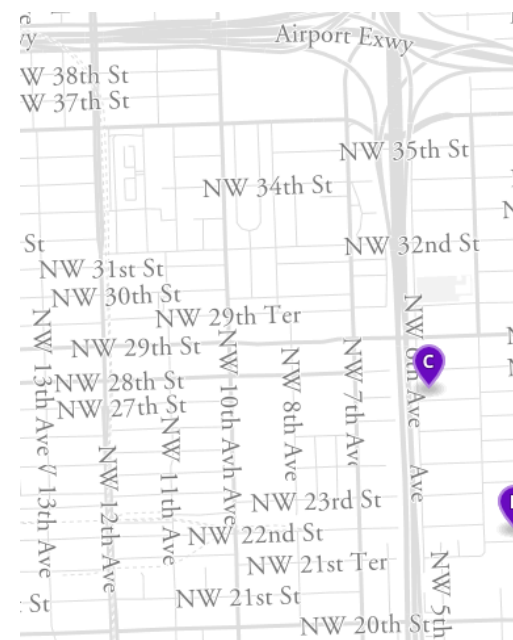 Airport Exwy
W 38th St
W 37th St
NW 35th St
NW 34th St
St
NW 32nd St
NW 31st St
NW 30th St
NW 29th Ter
NW 29th St
NW 28th St
NW 27th St
NW 13th Ave
NW 10th
NW 8th Ave
NW 7th Ave
NW 6th Ave
C
NW 11th Ave
NW 12th Ave
13th Ave
Ave
NW 23rd St
NW 22nd St
NW 21st Ter
NW 21st St
St
NW 5th
NW 20th St